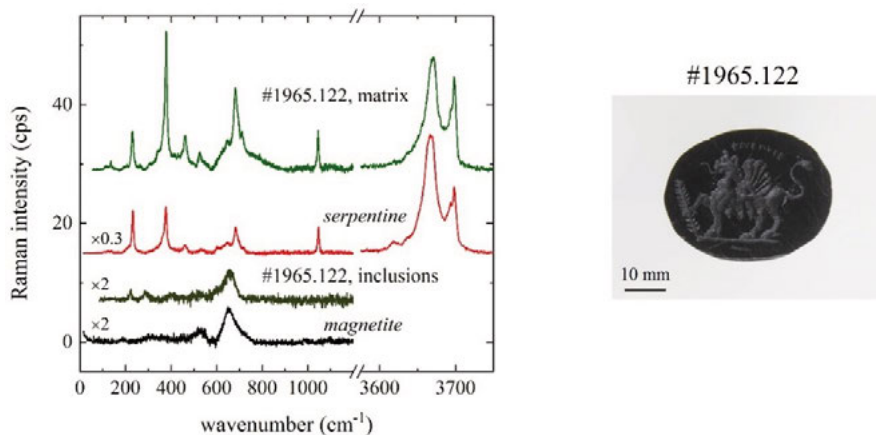 Raman intensity (cps)
40
20
0
#1965.122, matrix
serpentine
×0.3
#1965.122, inclusions
×2
magnetite
×2
0 200 400 600 800 1000 3600 3700
wavenumber (cm⁻¹)
#1965.122
10 mm